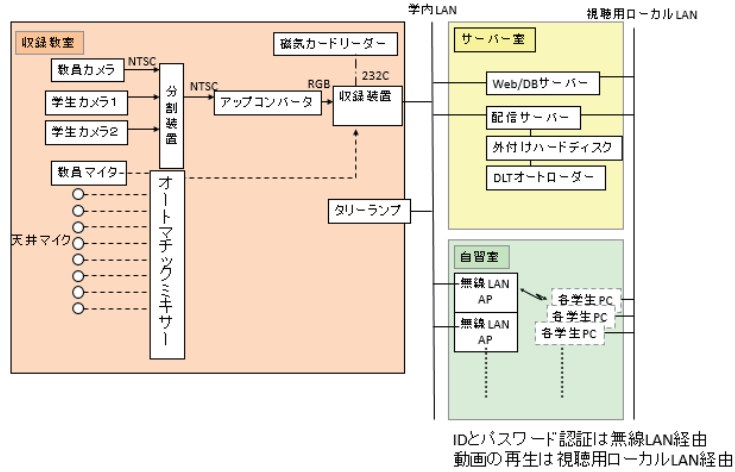 学内LAN
視聴用ローカルLAN
収録教室
磁気カードリーダー
サーバー室
教員カメラ
NTSC
232C
学生カメラ1
分割装置
NTSC
アップコンバータ
RGB
収録装置
Web/DBサーバー
学生カメラ2
配信サーバー
外付けハードディスク
教員マイター
DLTオートローダー
オートマチックミキサー
タリーランプ
天井マイク
自習室
無線LAN
AP
各学生PC
各学生PC
無線LAN
AP
各学生PC
IDとパスワード認証は無線LAN経由
動画の再生は視聴用ローカルLAN経由